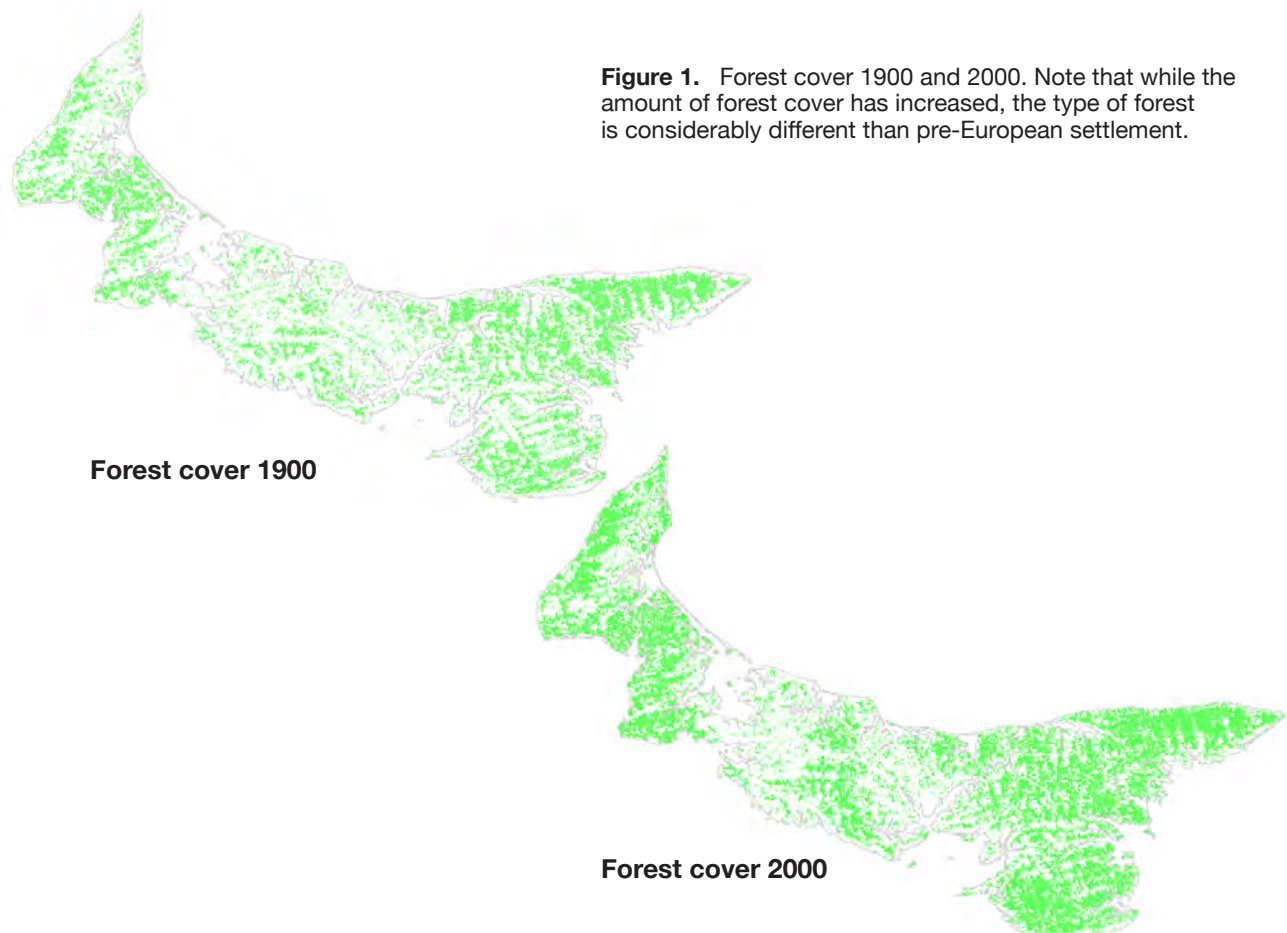 Figure 1. Forest cover 1900 and 2000. Note that while the
amount of forest cover has increased, the type of forest
is considerably different than pre-European settlement.
Forest cover 1900
Forest cover 2000